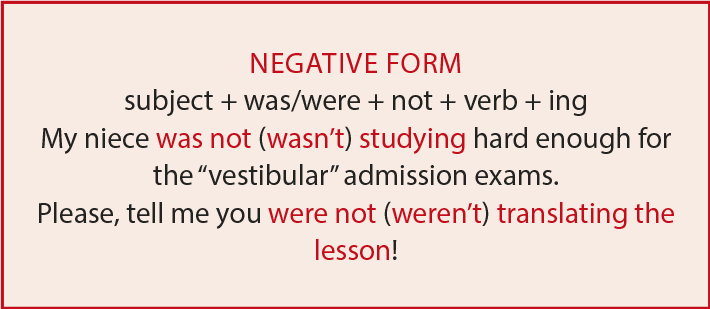 NEGATIVE FORM
subject + was/were + not + verb + ing
My niece was not (wasn’t) studying hard enough for
the “vestibular” admission exams.
Please, tell me you were not (weren’t) translating the
lesson!